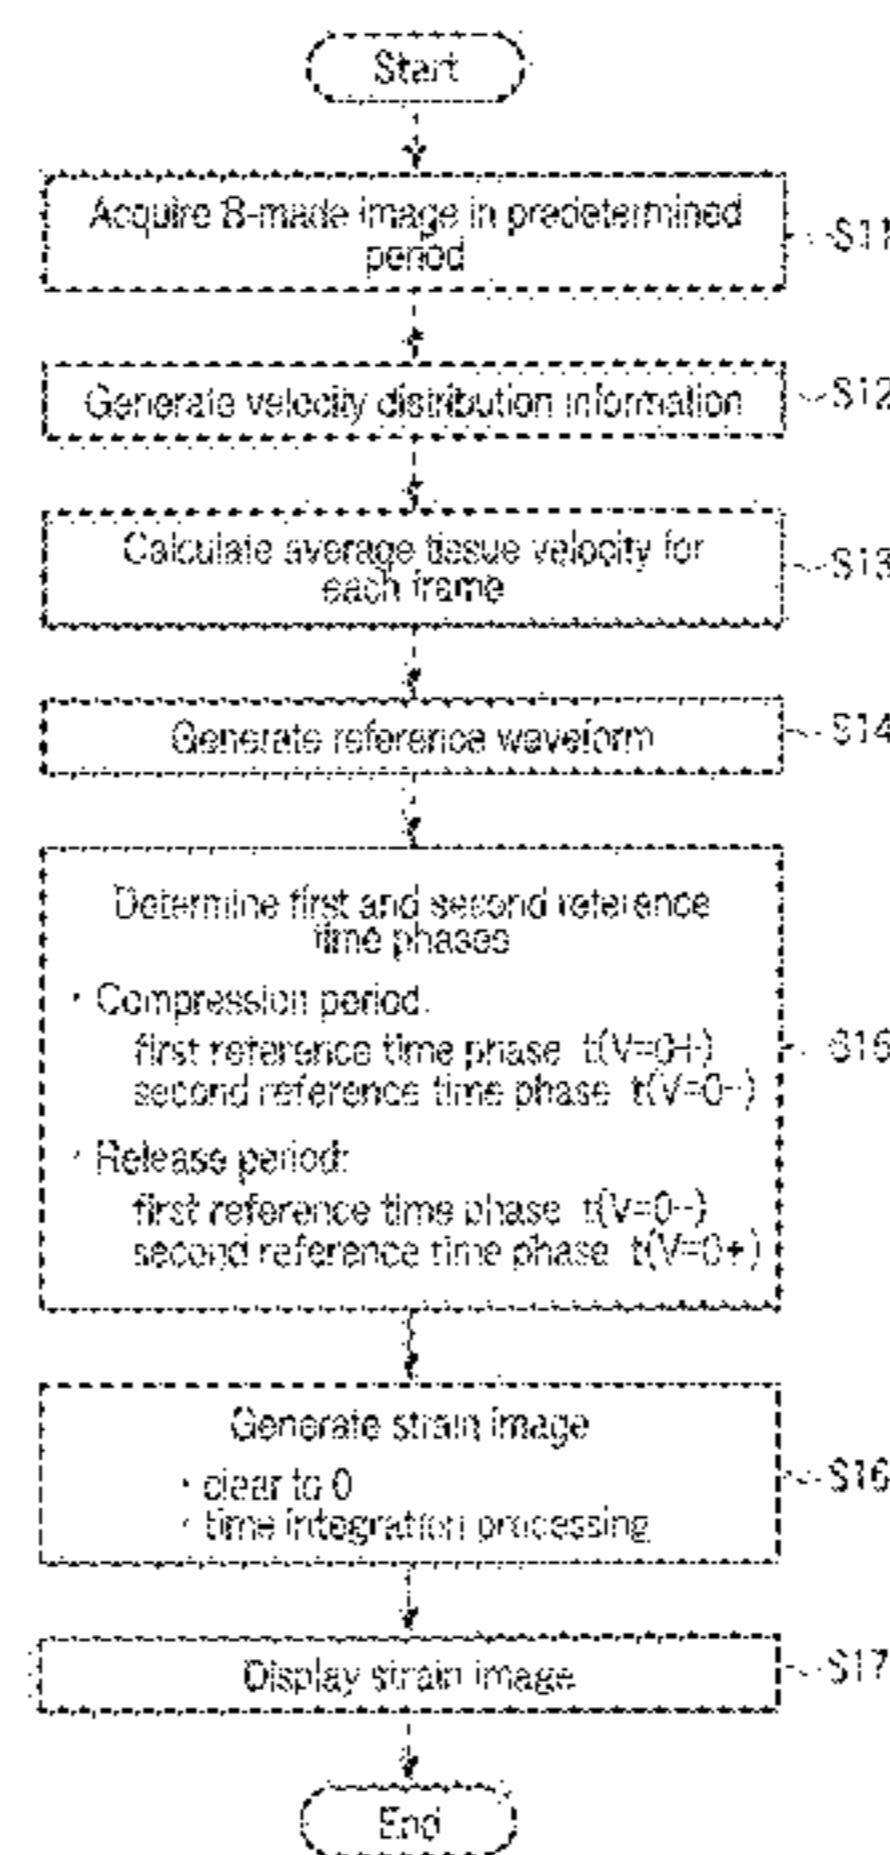 Start
Acquire B-made image in predetermined
period
S11
Generate velocity distribution information
S12
Calculate average tissue velocity for
each frame
S13
Generate reference waveform
S14
Determine first and second reference
time phases
・Compression period:
first reference time phase t(V=0+)
second reference time phase t(V=0-)
・Release period:
first reference time phase t(V=0-)
second reference time phase t(V=0+)
S15
Generate strain image
・clear to 0
・time integration processing
S16
Display strain image
S17
End